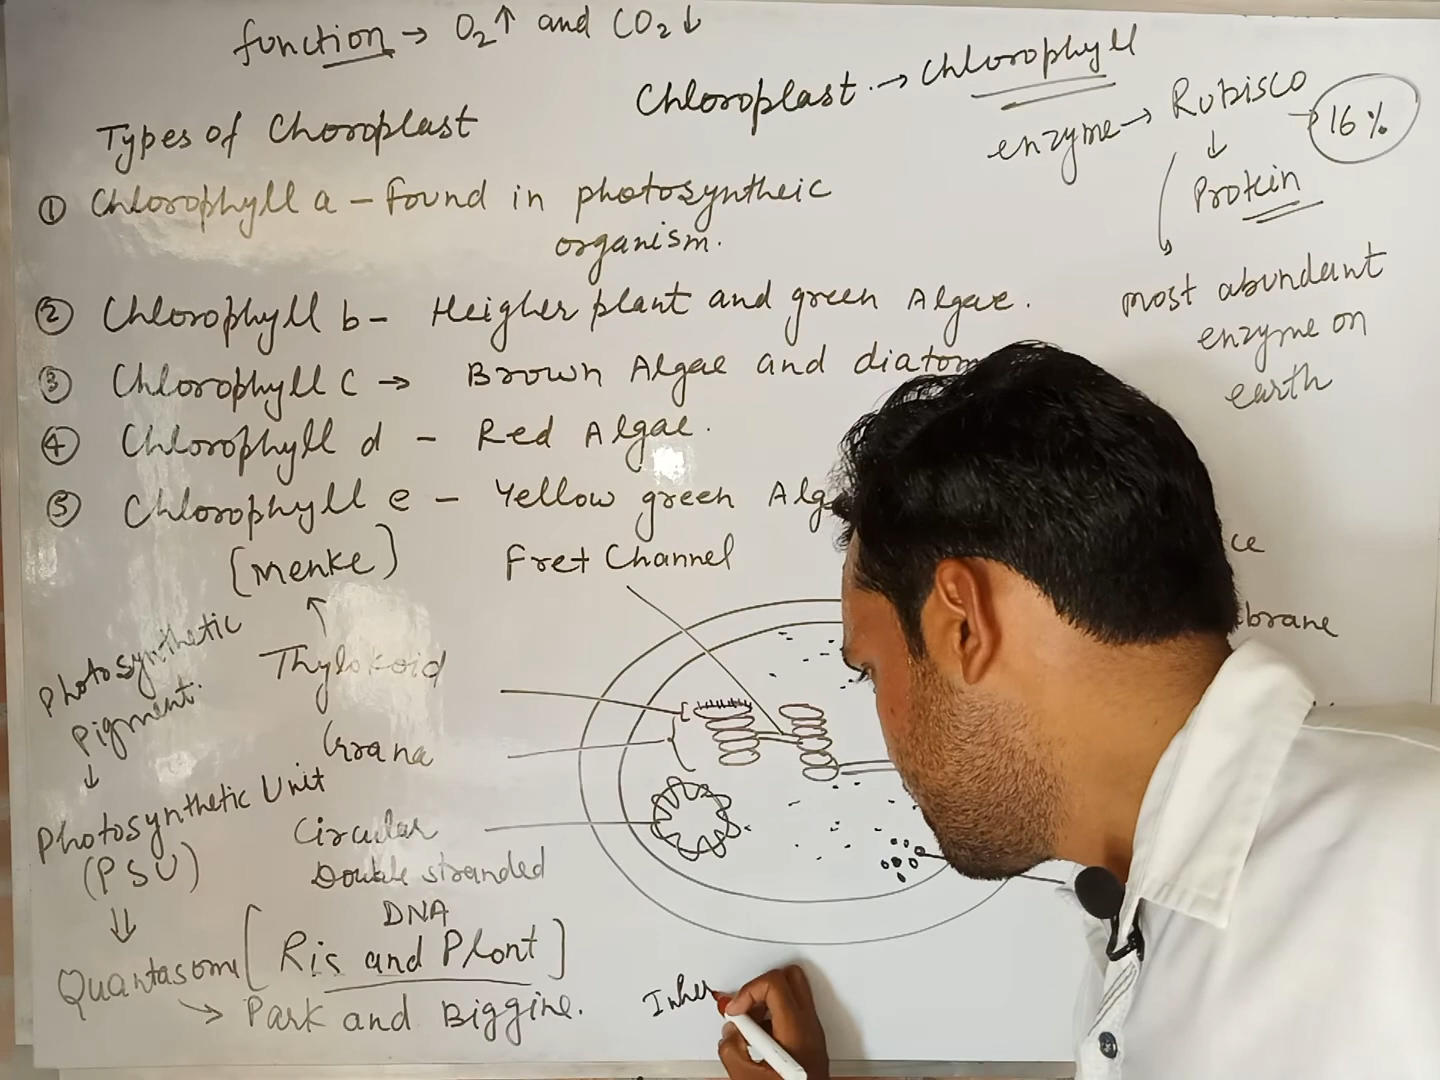 function → O₂↑ and CO₂↓
Chloroplast → Chlorophyll
enzyme → Rubisco → 16%
↓
Protein
most abundant
enzyme on
earth
Types of Choroplast
① Chlorophyll a – found in photosyntheic
organism.
② Chlorophyll b – Heigher plant and green Algae.
③ Chlorophyll C → Brown Algae and diatom
④ Chlorophyll d – Red Algae.
⑤ Chlorophyll e – Yellow green Alg
[Menke]
↑
Thylokoid
Fret Channel
Grana
Circular
Double stranded
DNA
[Ris and Plont]
Photosynthetic
Pigment.
↓
Photosynthetic Unit
(PSU)
⇓
Quantasome
→ Park and Biggine.
Inher
ce
brane